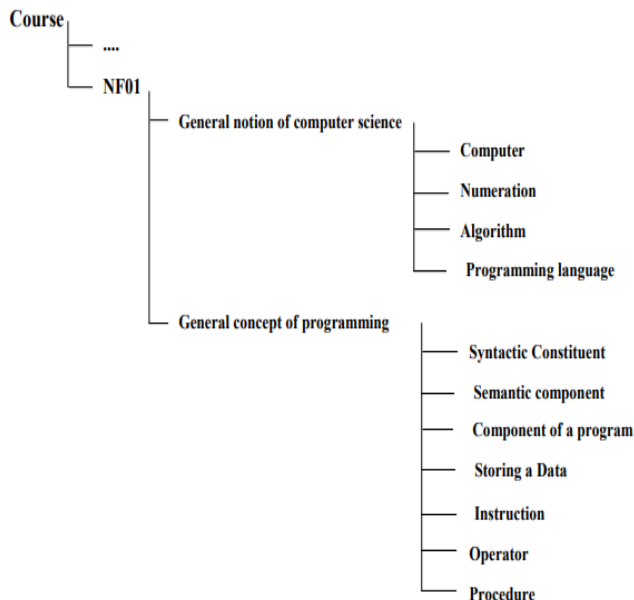 Course
....
NF01
General notion of computer science
Computer
Numeration
Algorithm
Programming language
General concept of programming
Syntactic Constituent
Semantic component
Component of a program
Storing a Data
Instruction
Operator
Procedure